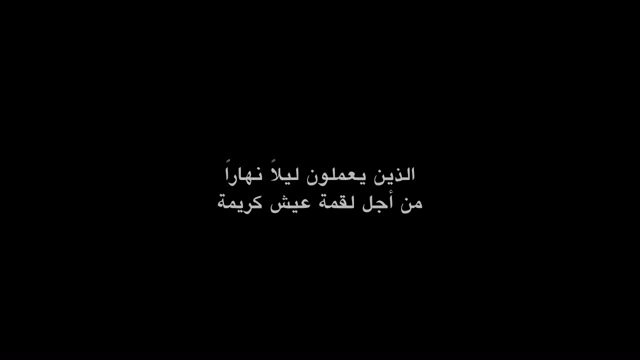 الذين يعملون ليلاً نهاراً
من أجل لقمة عيش كريمة